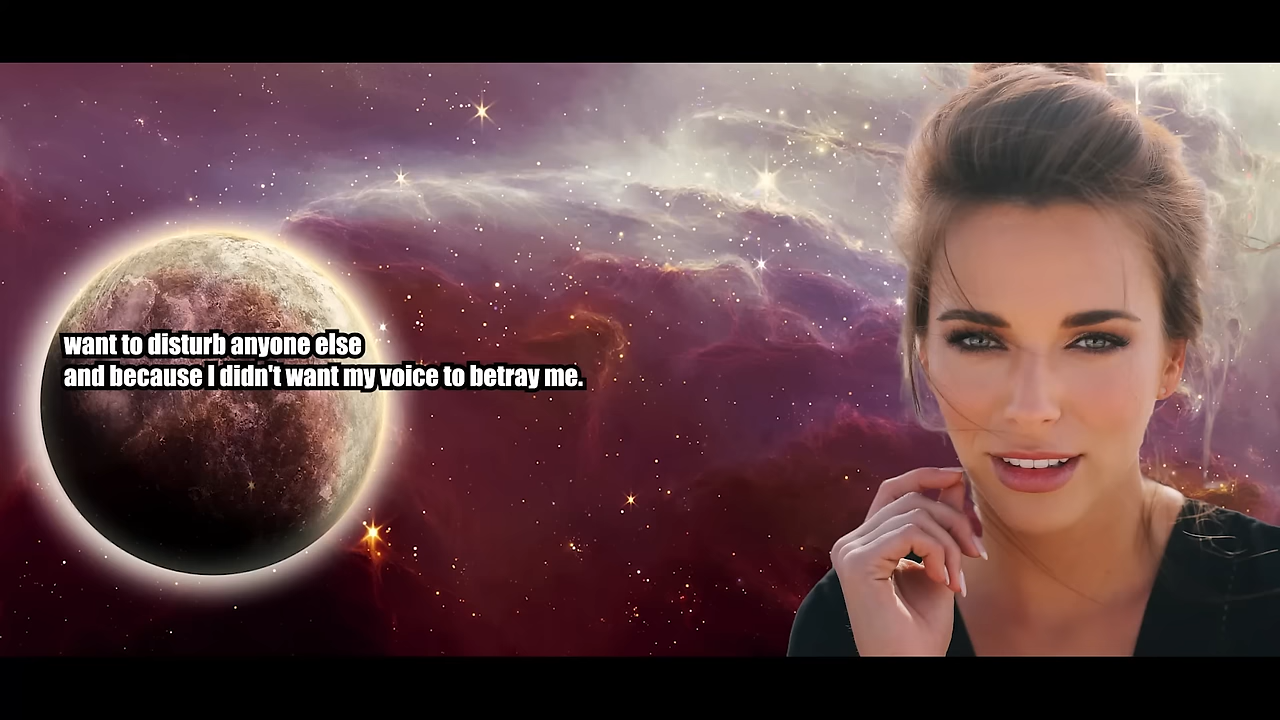 want to disturb anyone else
and because I didn't want my voice to betray me.